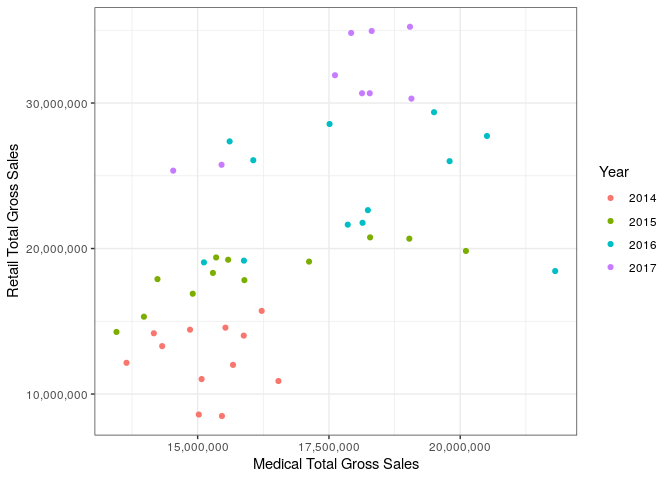 30,000,000
20,000,000
10,000,000
Retail Total Gross Sales
15,000,000 17,500,000 20,000,000
Medical Total Gross Sales
Year
2014
2015
2016
2017